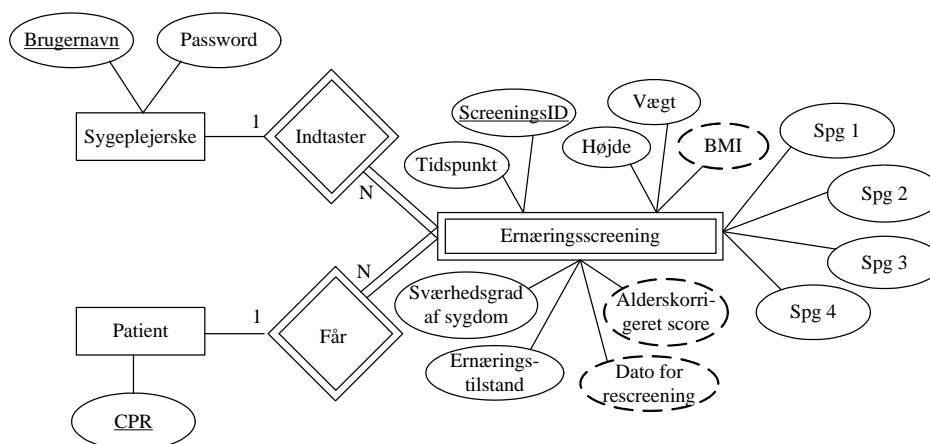 Brugernavn
Password
Sygeplejerske
1
Indtaster
N
ScreeningsID
Tidspunkt
Vægt
Højde
BMI
Spg 1
Spg 2
Spg 3
Spg 4
Ernæringsscreening
N
Patient
1
Får
CPR
Sværhedsgrad
af sygdom
Alderskorri-
geret score
Ernærings-
tilstand
Dato for
rescreening